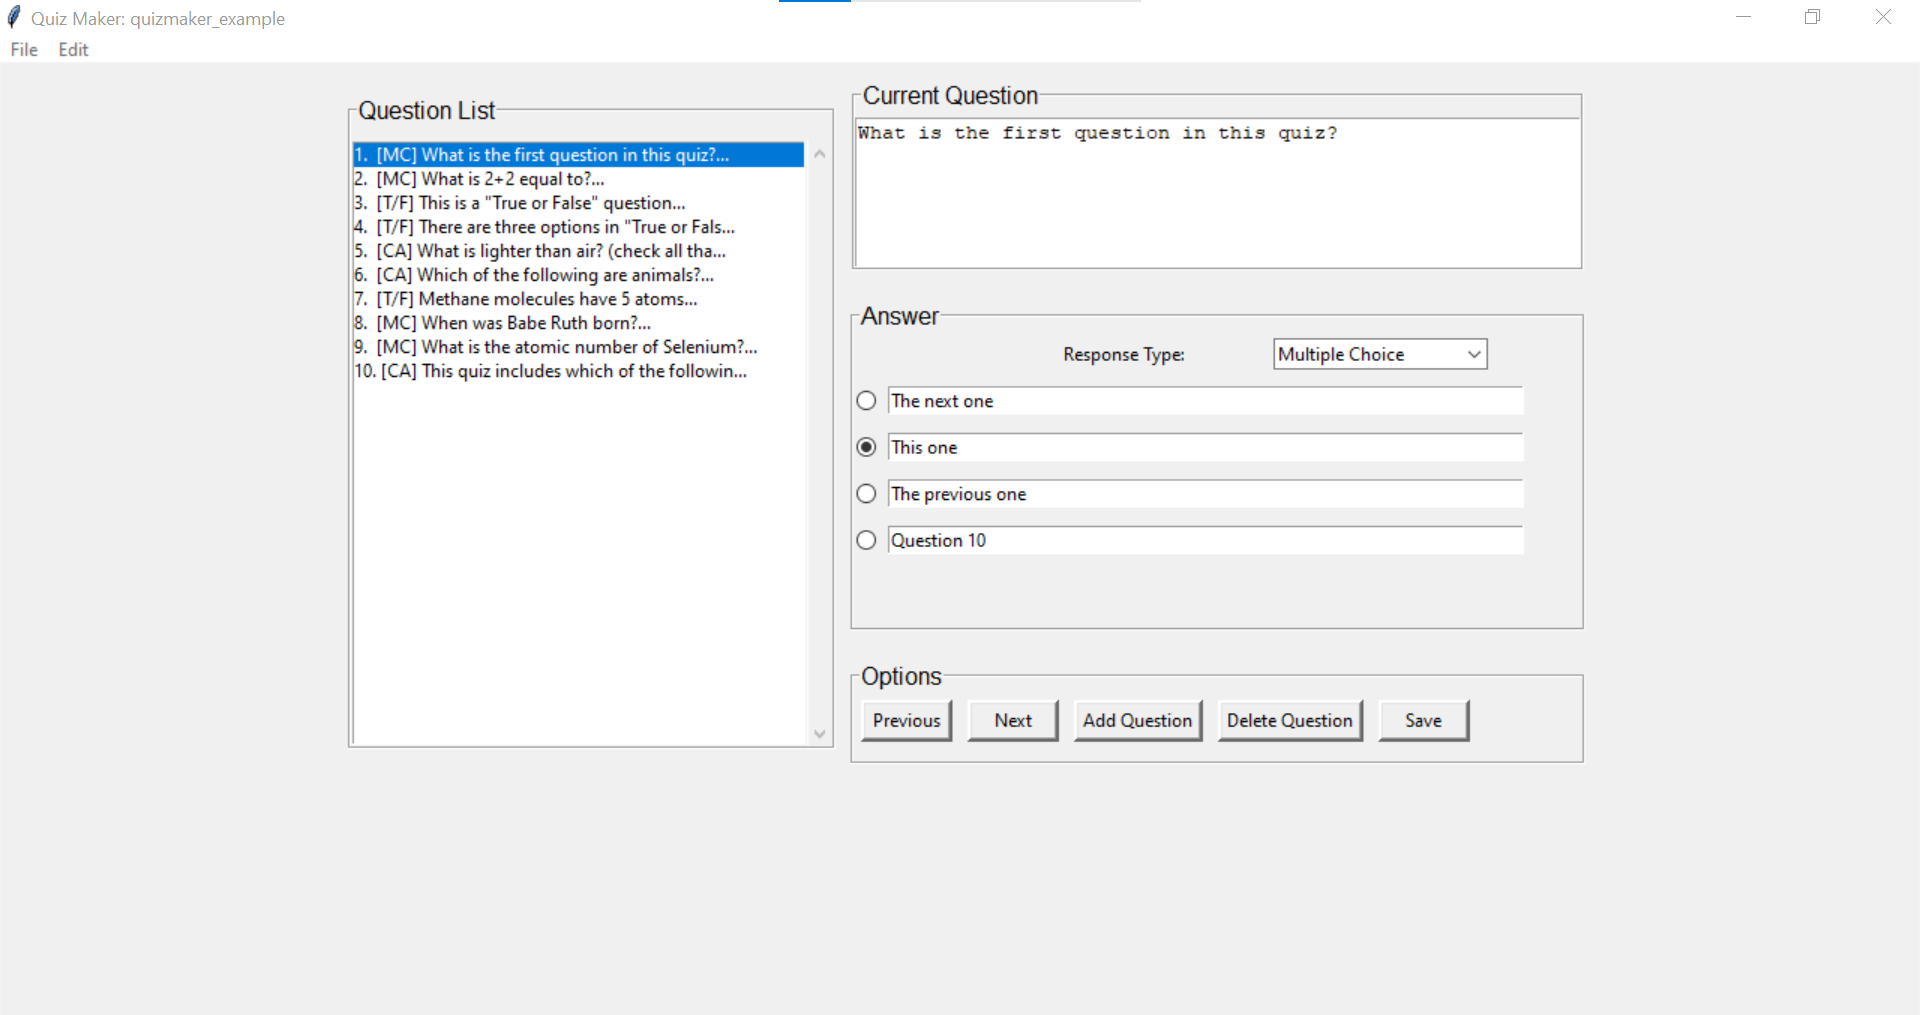 Quiz Maker: quizmaker_example
File Edit
Question List
1. [MC] What is the first question in this quiz?...
2. [MC] What is 2+2 equal to?...
3. [T/F] This is a "True or False" question...
4. [T/F] There are three options in "True or Fals...
5. [CA] What is lighter than air? (check all tha...
6. [CA] Which of the following are animals?...
7. [T/F] Methane molecules have 5 atoms...
8. [MC] When was Babe Ruth born?...
9. [MC] What is the atomic number of Selenium?...
10. [CA] This quiz includes which of the followin...
Current Question
What is the first question in this quiz?
Answer
Response Type: Multiple Choice
The next one
This one
The previous one
Question 10
Options
Previous Next Add Question Delete Question Save